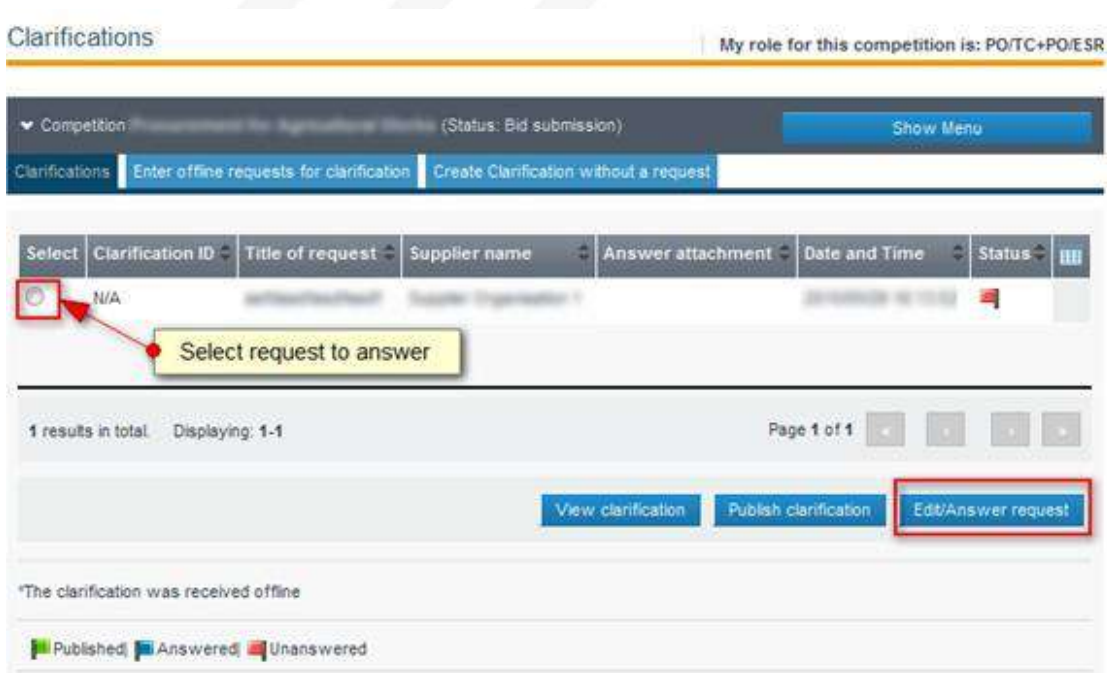 Clarifications
My role for this competition is: PO/TC+PO/ESR
Competition (Status: Bid submission)
Show Menu
Clarifications Enter offline requests for clarification Create Clarification without a request
Select Clarification ID Title of request Supplier name Answer attachment Date and Time Status
N/A
Select request to answer
1 results in total. Displaying: 1-1 Page 1 of 1
View clarification Publish clarification Edit/Answer request
*The clarification was received offline
Published| Answered| Unanswered